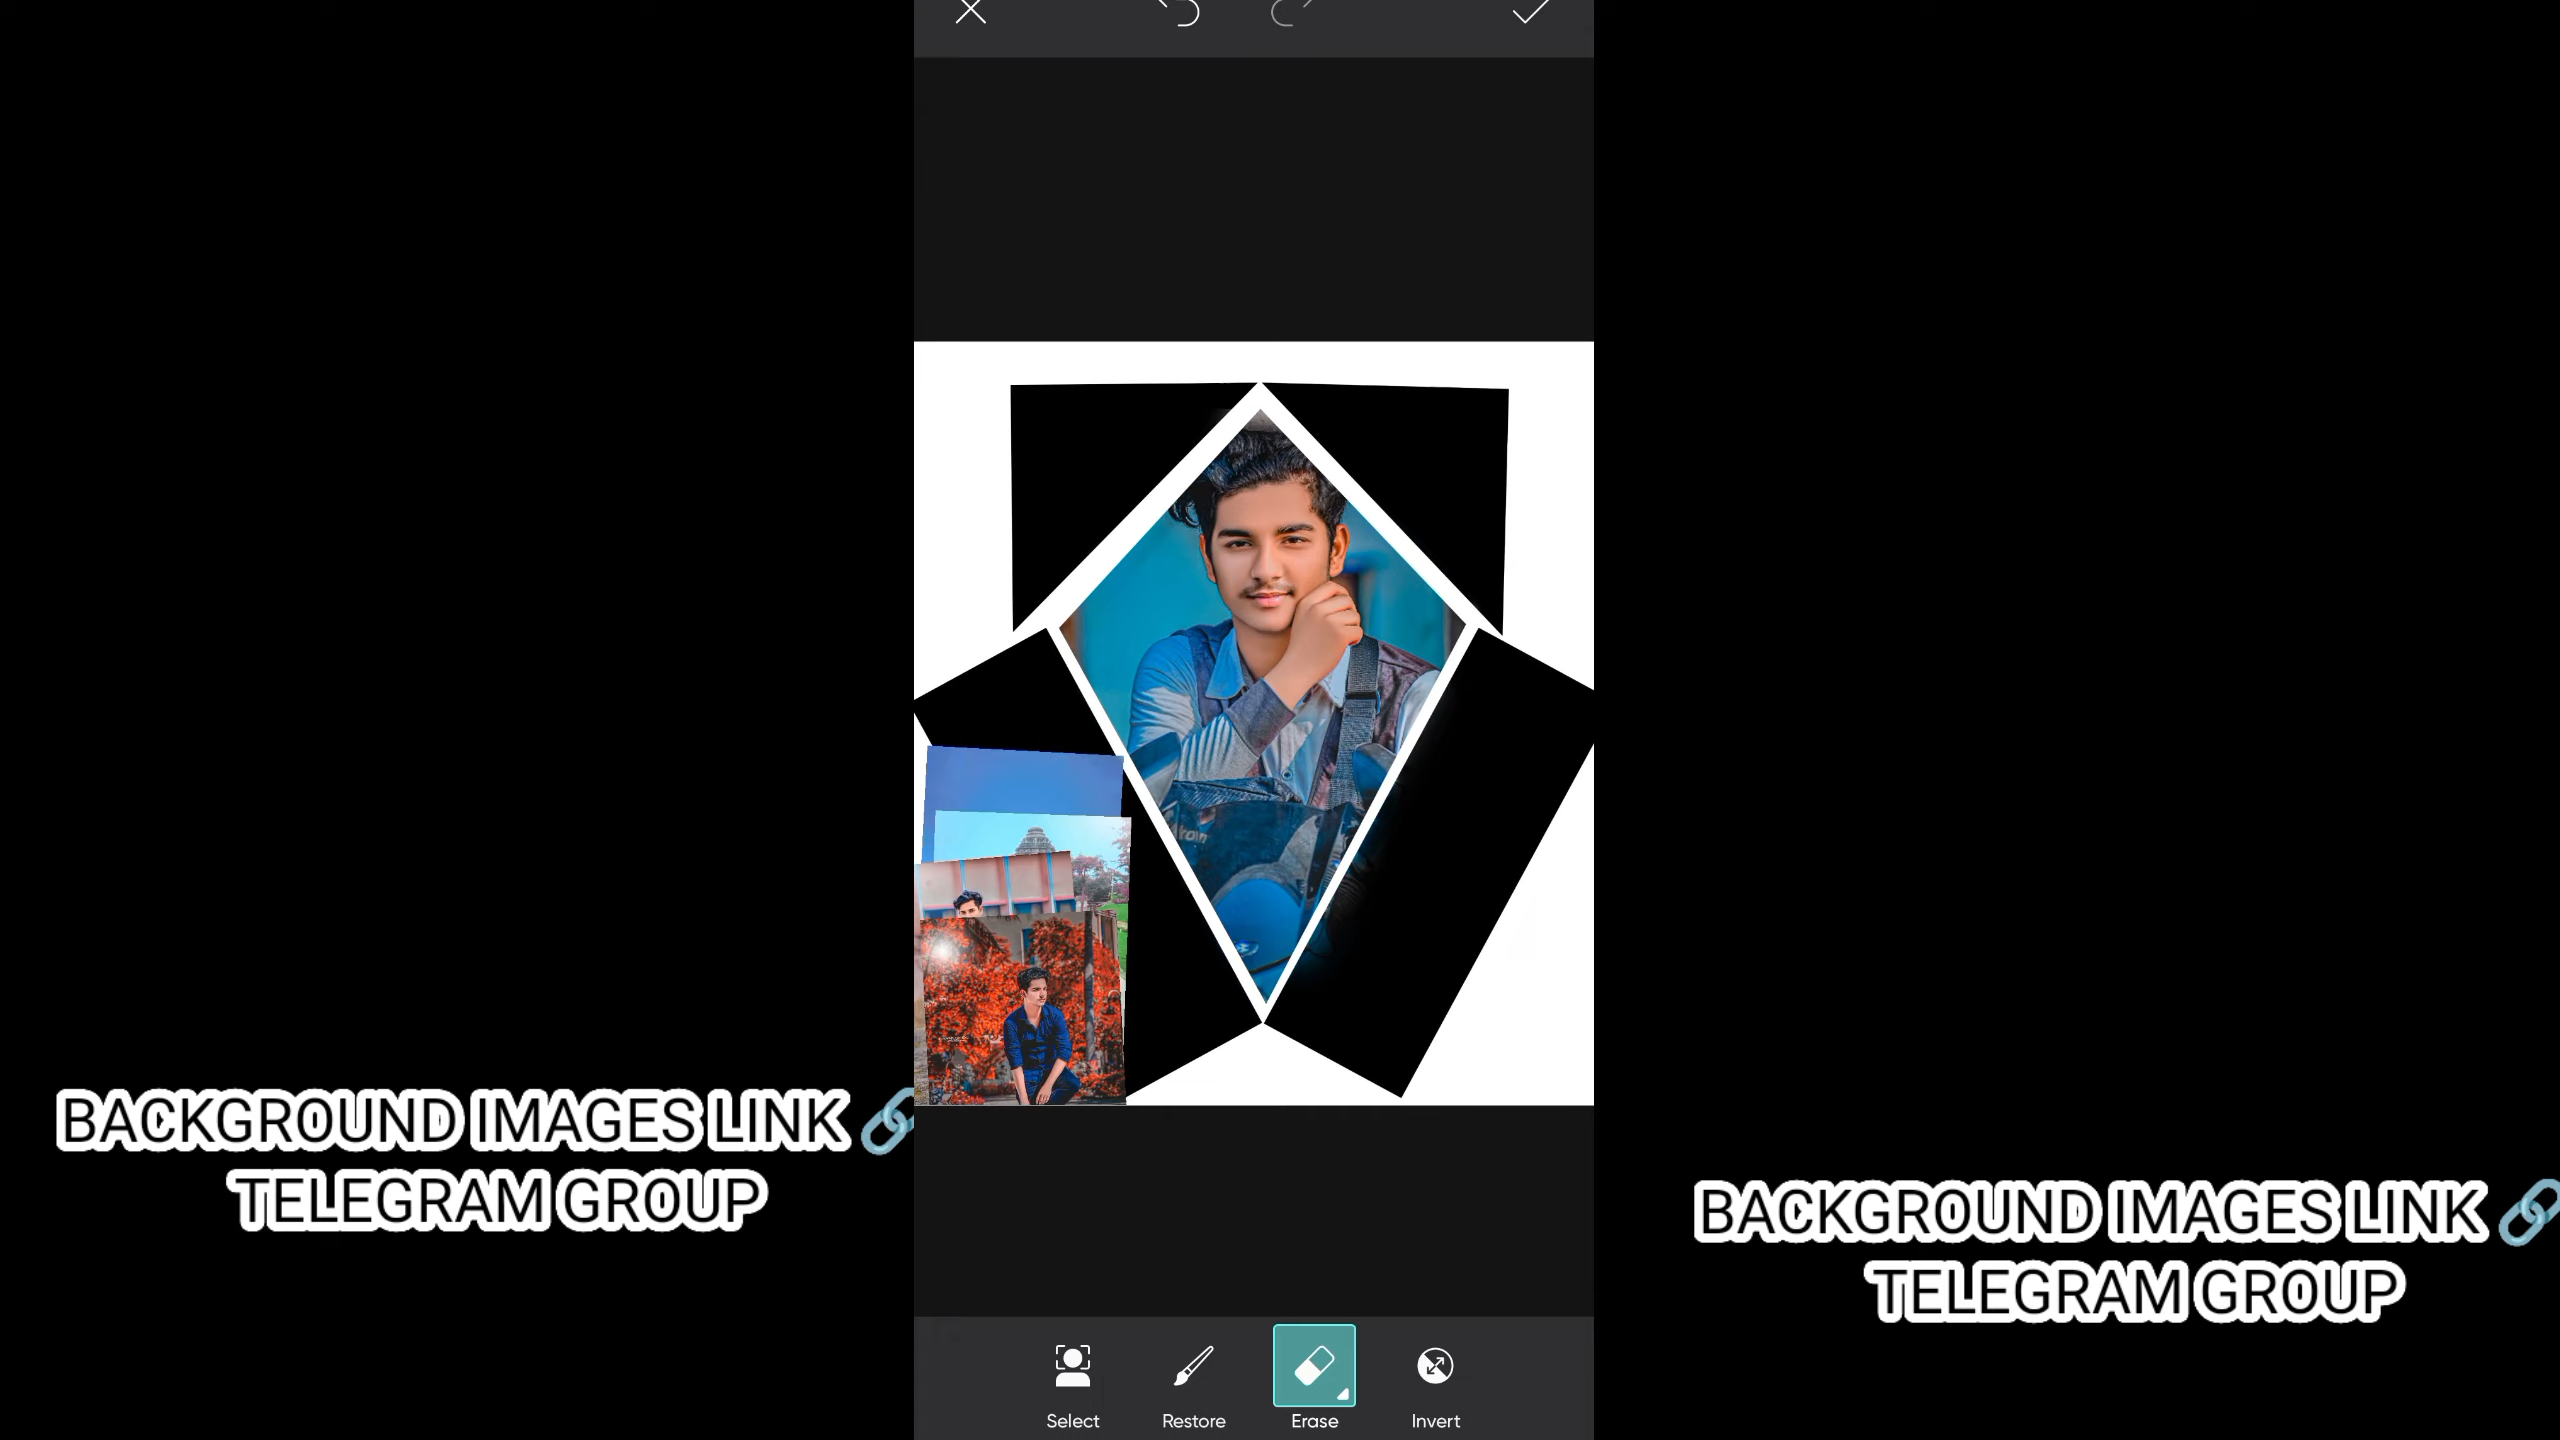 BACKGROUND IMAGES LINK 🔗
TELEGRAM GROUP
BACKGROUND IMAGES LINK 🔗
TELEGRAM GROUP
Select
Restore
Erase
Invert